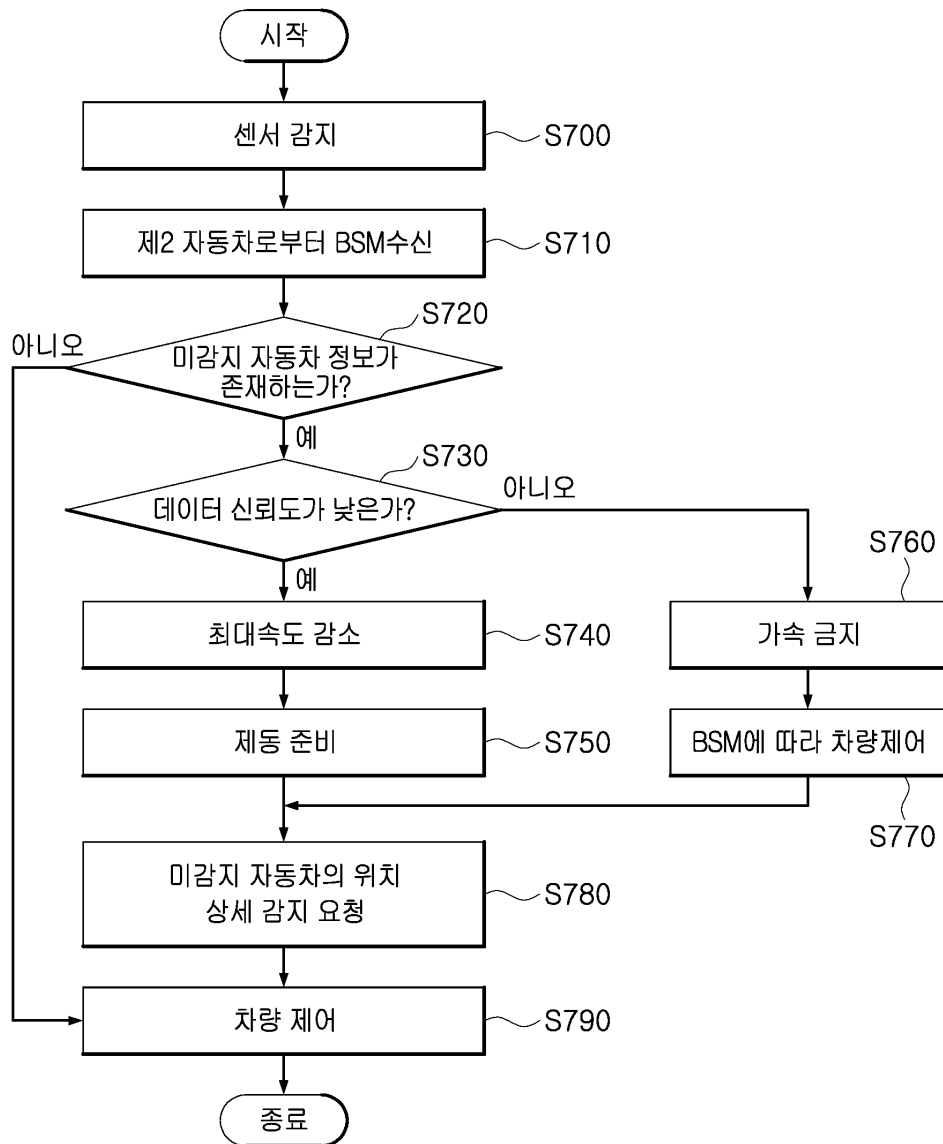 시작
센서 감지
S700
제2 자동차로부터 BSM수신
S710
S720
아니오
미감지 자동차 정보가
존재하는가?
예
S730
아니오
데이터 신뢰도가 낮은가?
예
S760
최대속도 감소
S740
가속 금지
제동 준비
S750
BSM에 따라 차량제어
S770
미감지 자동차의 위치
상세 감지 요청
S780
차량 제어
S790
종료